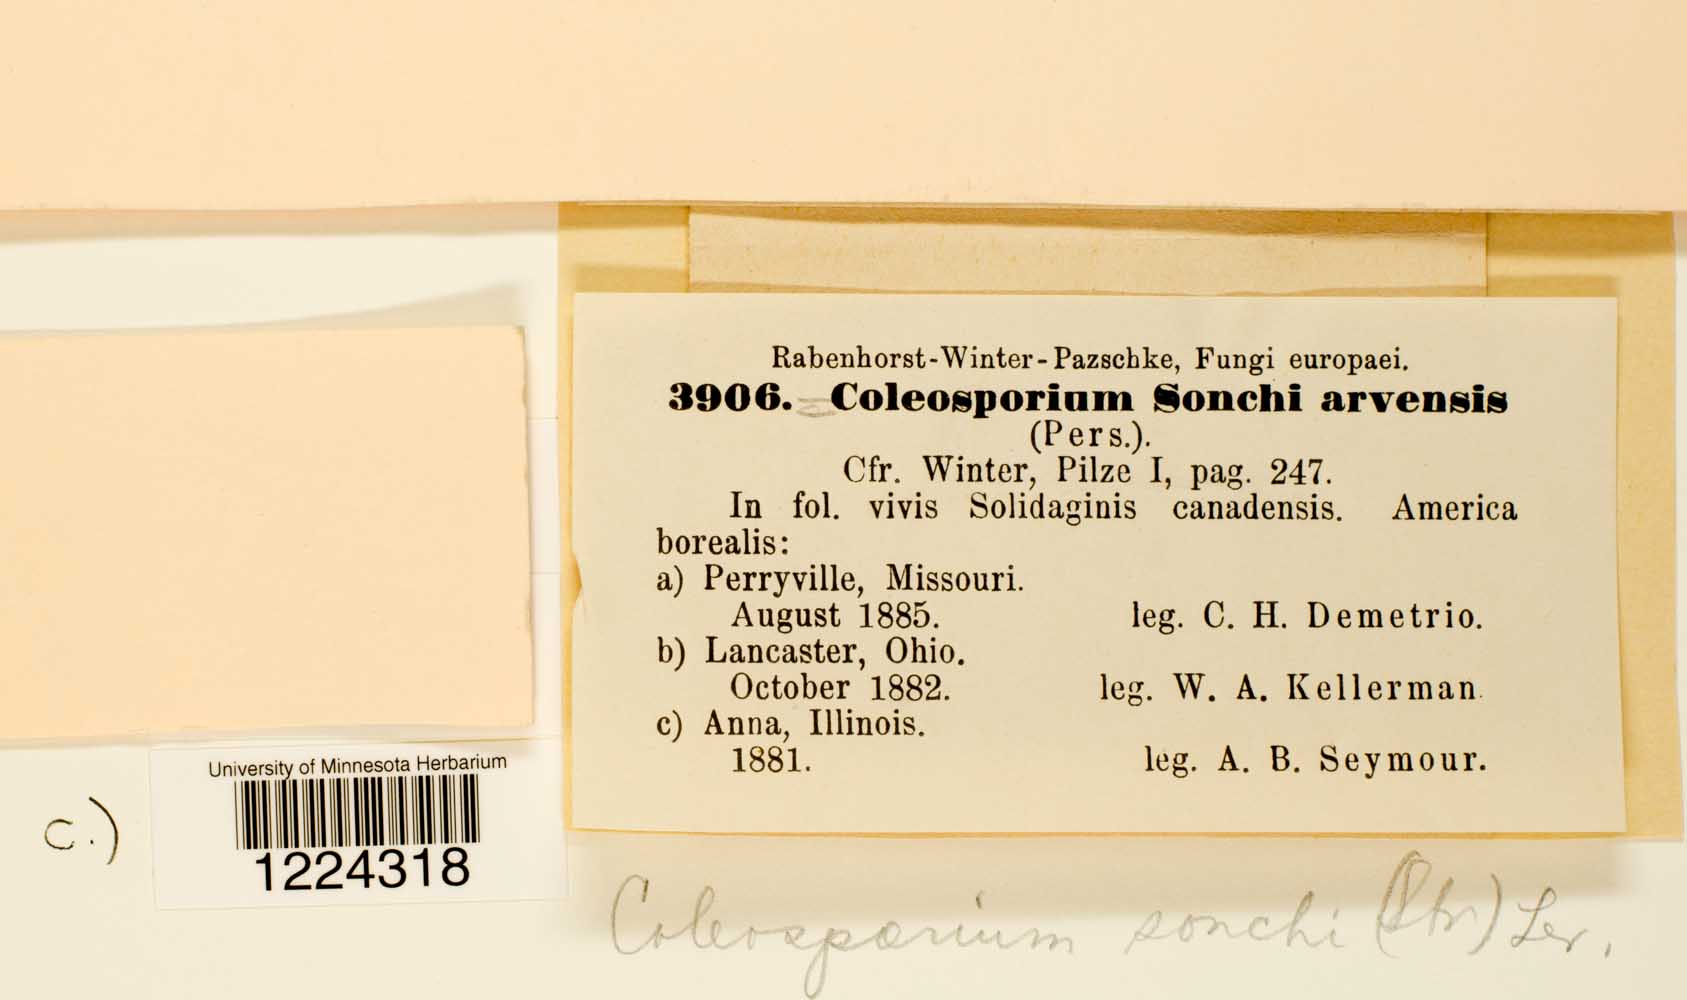 Rabenhorst-Winter-Pazschke, Fungi europaei.
3906. Coleosporium Sonchi arvensis
(Pers.).
Cfr. Winter, Pilze I, pag. 247.
In fol. vivis Solidaginis canadensis. America
borealis:
a) Perryville, Missouri.
August 1885. leg. C. H. Demetrio.
b) Lancaster, Ohio.
October 1882. leg. W. A. Kellerman.
c) Anna, Illinois.
1881. leg. A. B. Seymour.
University of Minnesota Herbarium
1224318
c.)
Coleosporium sonchi (Str) Lev.